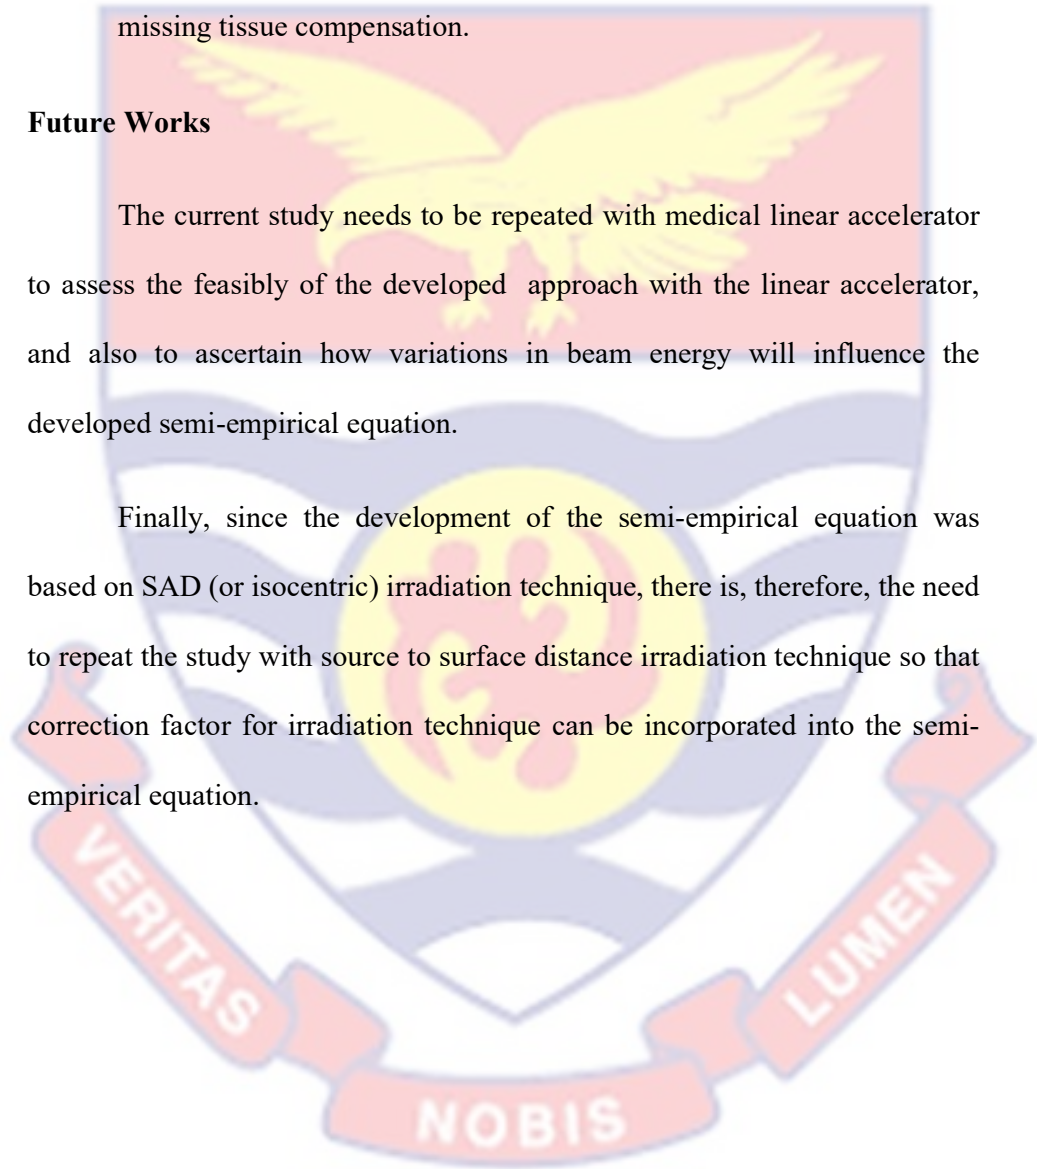 missing tissue compensation.
Future Works
The current study needs to be repeated with medical linear accelerator
to assess the feasibly of the developed approach with the linear accelerator,
and also to ascertain how variations in beam energy will influence the
developed semi-empirical equation.
Finally, since the development of the semi-empirical equation was
based on SAD (or isocentric) irradiation technique, there is, therefore, the need
to repeat the study with source to surface distance irradiation technique so that
correction factor for irradiation technique can be incorporated into the semi-
empirical equation.
VERITAS
NOBIS
LUMEN